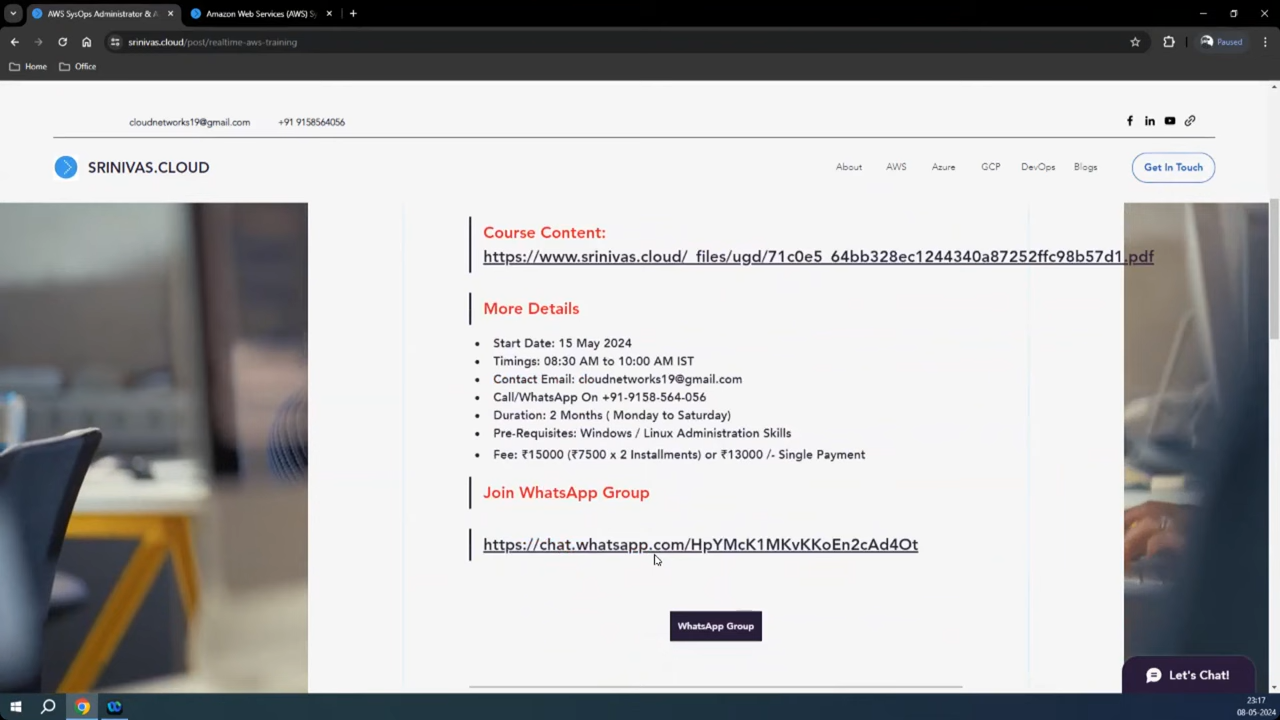 AWS SysOps Administrator & A
Amazon Web Services (AWS) Sy
srinivas.cloud/post/realtime-aws-training
Paused
Home
Office
cloudnetworks19@gmail.com
+91 9158564056
SRINIVAS.CLOUD
About
AWS
Azure
GCP
DevOps
Blogs
Get In Touch
Course Content:
https://www.srinivas.cloud/_files/ugd/71c0e5_64bb328ec1244340a87252ffc98b57d1.pdf
More Details
Start Date: 15 May 2024
Timings: 08:30 AM to 10:00 AM IST
Contact Email: cloudnetworks19@gmail.com
Call/WhatsApp On +91-9158-564-056
Duration: 2 Months ( Monday to Saturday)
Pre-Requisites: Windows / Linux Administration Skills
Fee: ₹15000 (₹7500 x 2 Installments) or ₹13000 /- Single Payment
Join WhatsApp Group
https://chat.whatsapp.com/HpYMcK1MKvKKoEn2cAd4Ot
WhatsApp Group
Let's Chat!
23:17
08-05-2024